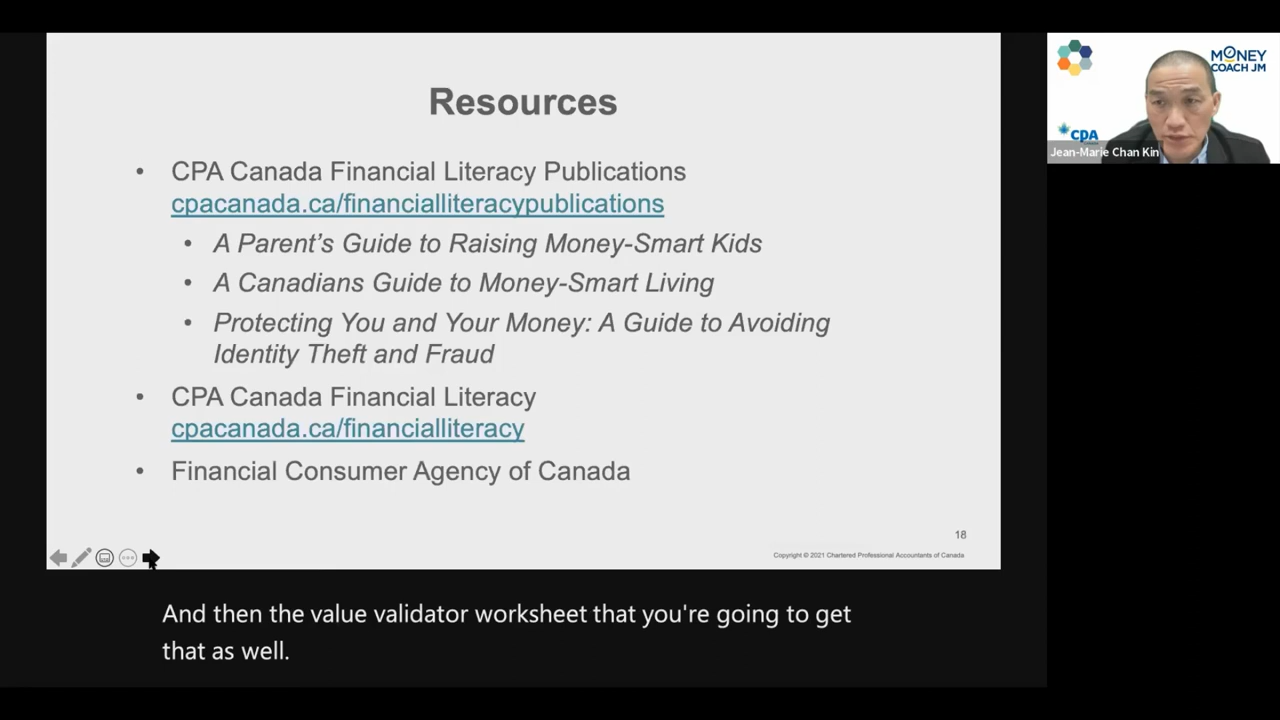 Resources
• CPA Canada Financial Literacy Publications
cpacanada.ca/financialliteracypublications
• A Parent's Guide to Raising Money-Smart Kids
• A Canadians Guide to Money-Smart Living
• Protecting You and Your Money: A Guide to Avoiding
Identity Theft and Fraud
• CPA Canada Financial Literacy
cpacanada.ca/financialliteracy
• Financial Consumer Agency of Canada
18
Copyright © 2021 Chartered Professional Accountants of Canada
MONEY
COACH JM
CPA
Jean-Marie Chan Kin
And then the value validator worksheet that you're going to get
that as well.